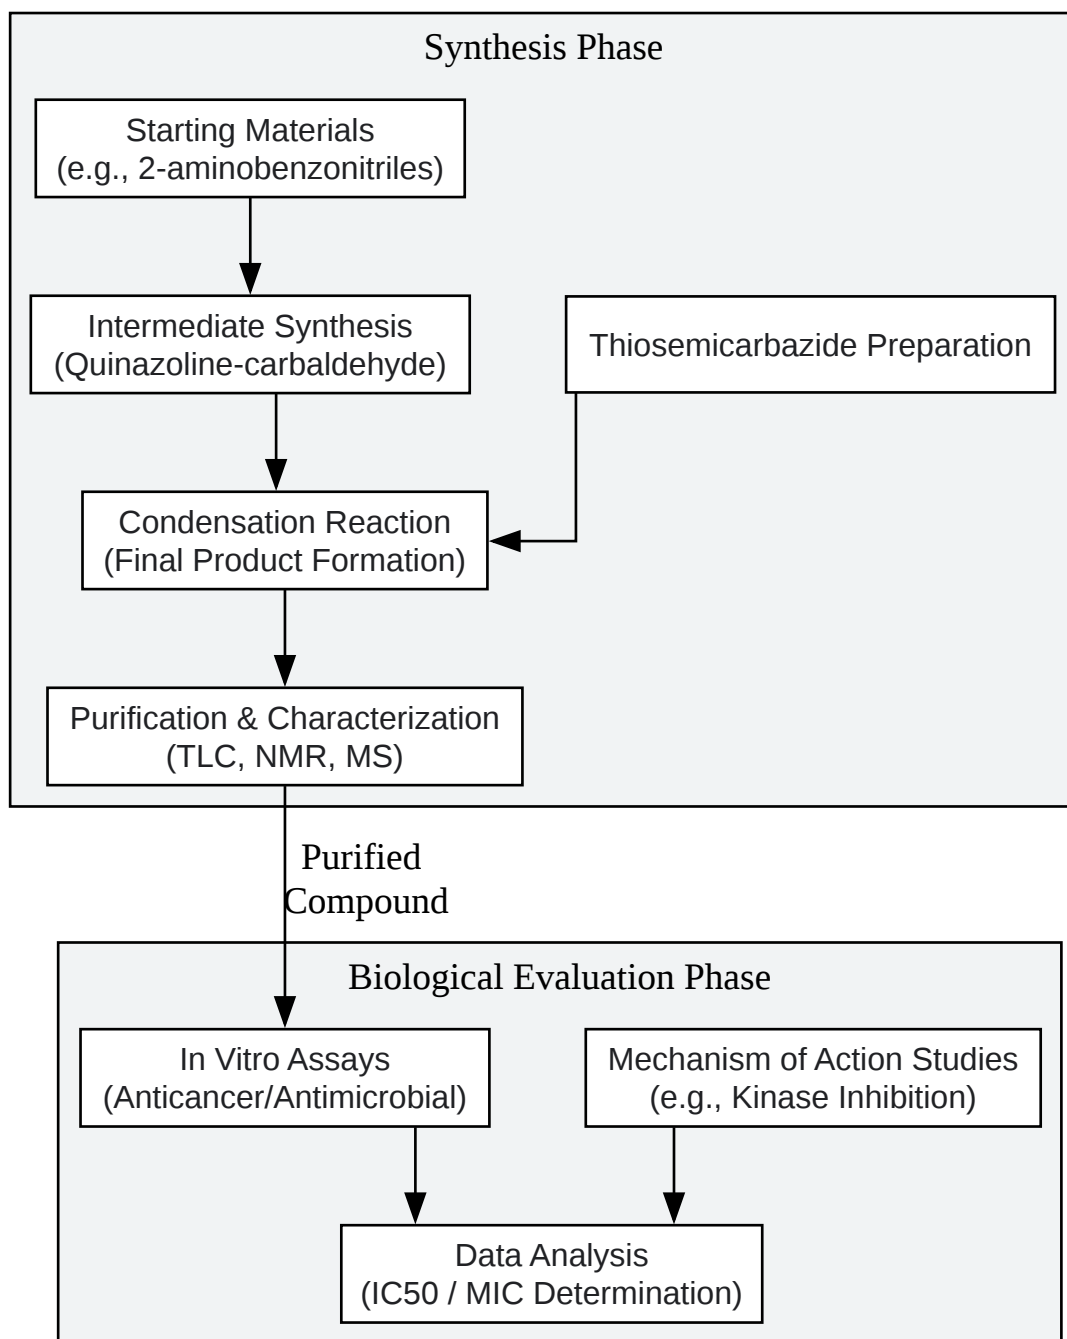 Synthesis Phase
Starting Materials
(e.g., 2-aminobenzonitriles)
Intermediate Synthesis
(Quinazoline-carbaldehyde)
Thiosemicarbazide Preparation
Condensation Reaction
(Final Product Formation)
Purification & Characterization
(TLC, NMR, MS)
Purified
Compound
Biological Evaluation Phase
In Vitro Assays
(Anticancer/Antimicrobial)
Mechanism of Action Studies
(e.g., Kinase Inhibition)
Data Analysis
(IC50 / MIC Determination)